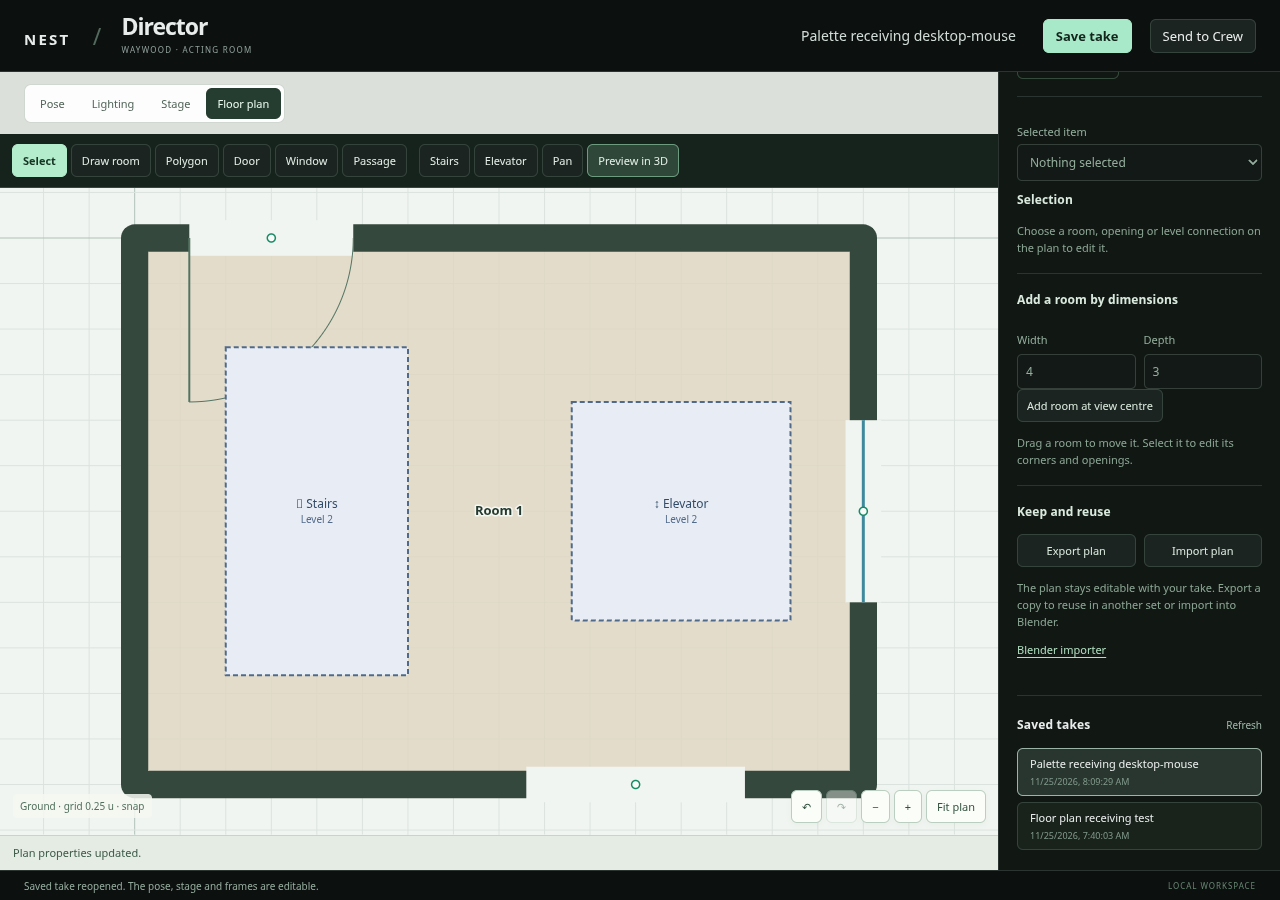 NEST / Director
WAYWOOD · ACTING ROOM
Palette receiving desktop-mouse
Save take
Send to Crew
Pose
Lighting
Stage
Floor plan
Select
Draw room
Polygon
Door
Window
Passage
Stairs
Elevator
Pan
Preview in 3D
Stairs
Level 2
Room 1
↕ Elevator
Level 2
Ground · grid 0.25 u · snap
↶
↷
−
+
Fit plan
Plan properties updated.
Selected item
Nothing selected
Selection
Choose a room, opening or level connection on
the plan to edit it.
Add a room by dimensions
Width
Depth
4
3
Add room at view centre
Drag a room to move it. Select it to edit its
corners and openings.
Keep and reuse
Export plan
Import plan
The plan stays editable with your take. Export a
copy to reuse in another set or import into
Blender.
Blender importer
Saved takes
Refresh
Palette receiving desktop-mouse
11/25/2026, 8:09:29 AM
Floor plan receiving test
11/25/2026, 7:40:03 AM
Saved take reopened. The pose, stage and frames are editable.
LOCAL WORKSPACE